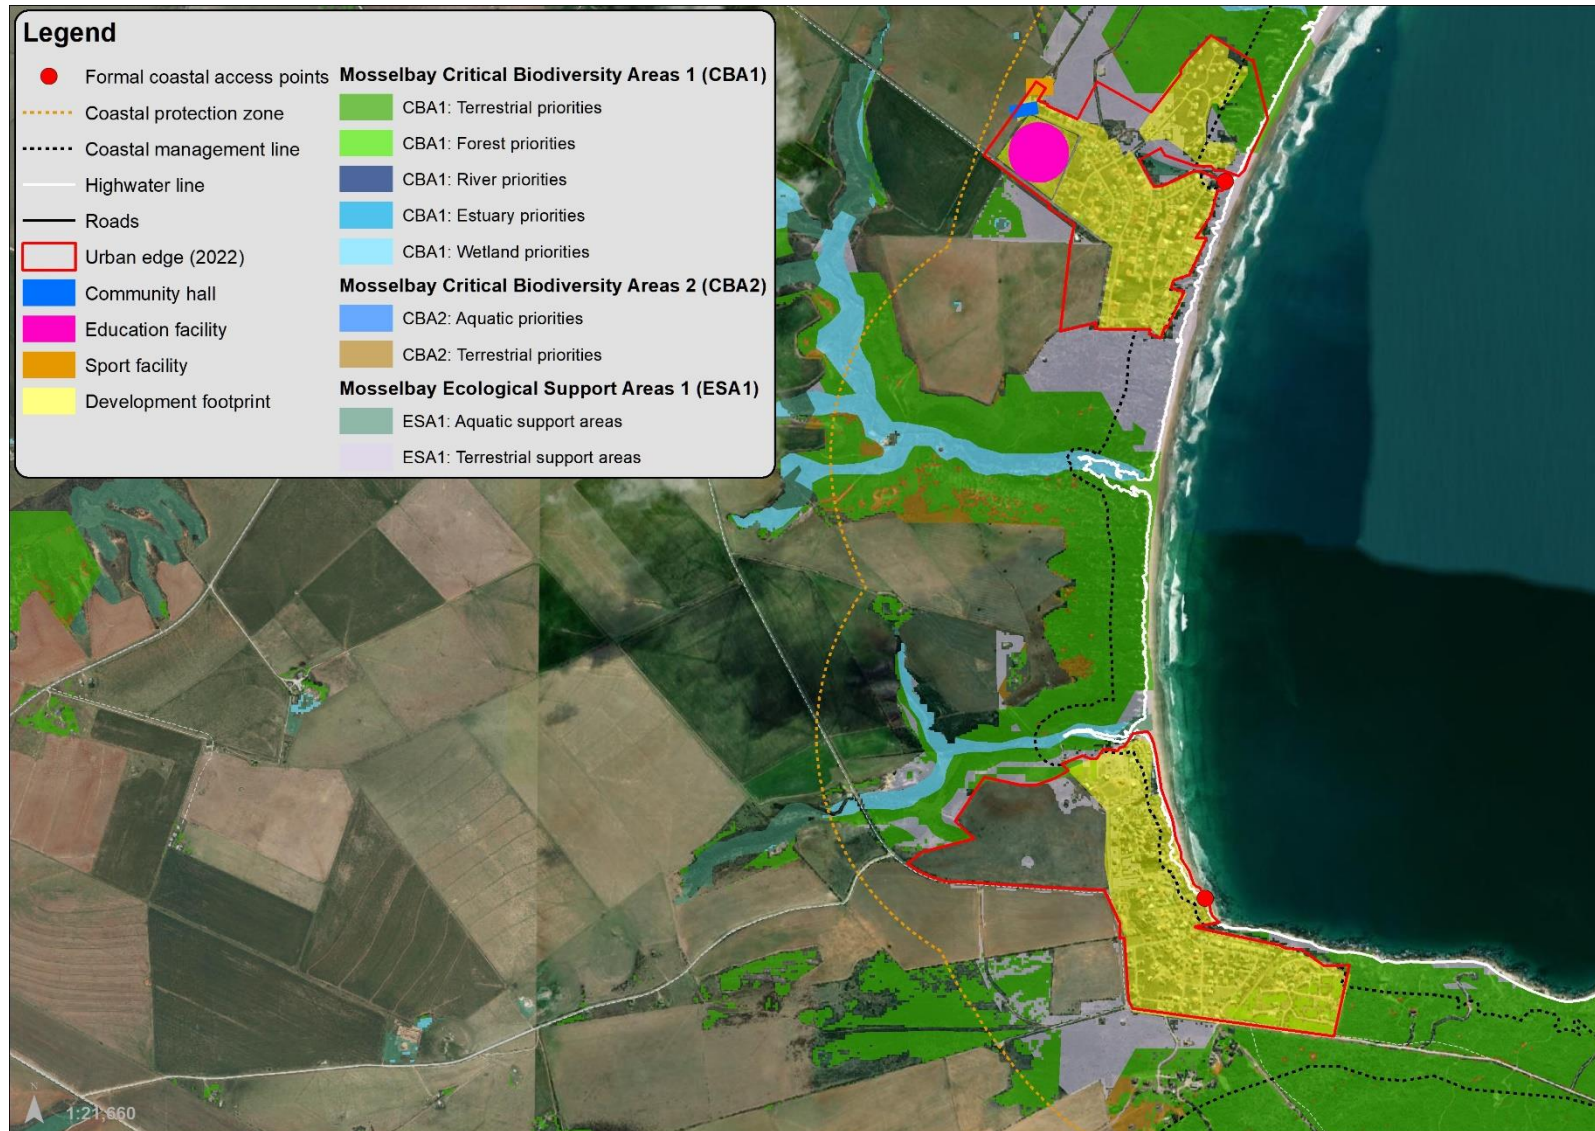 Legend
Formal coastal access points
Coastal protection zone
Coastal management line
Highwater line
Roads
Urban edge (2022)
Community hall
Education facility
Sport facility
Development footprint
Mosselbay Critical Biodiversity Areas 1 (CBA1)
CBA1: Terrestrial priorities
CBA1: Forest priorities
CBA1: River priorities
CBA1: Estuary priorities
CBA1: Wetland priorities
Mosselbay Critical Biodiversity Areas 2 (CBA2)
CBA2: Aquatic priorities
CBA2: Terrestrial priorities
Mosselbay Ecological Support Areas 1 (ESA1)
ESA1: Aquatic support areas
ESA1: Terrestrial support areas
N
1:21,660